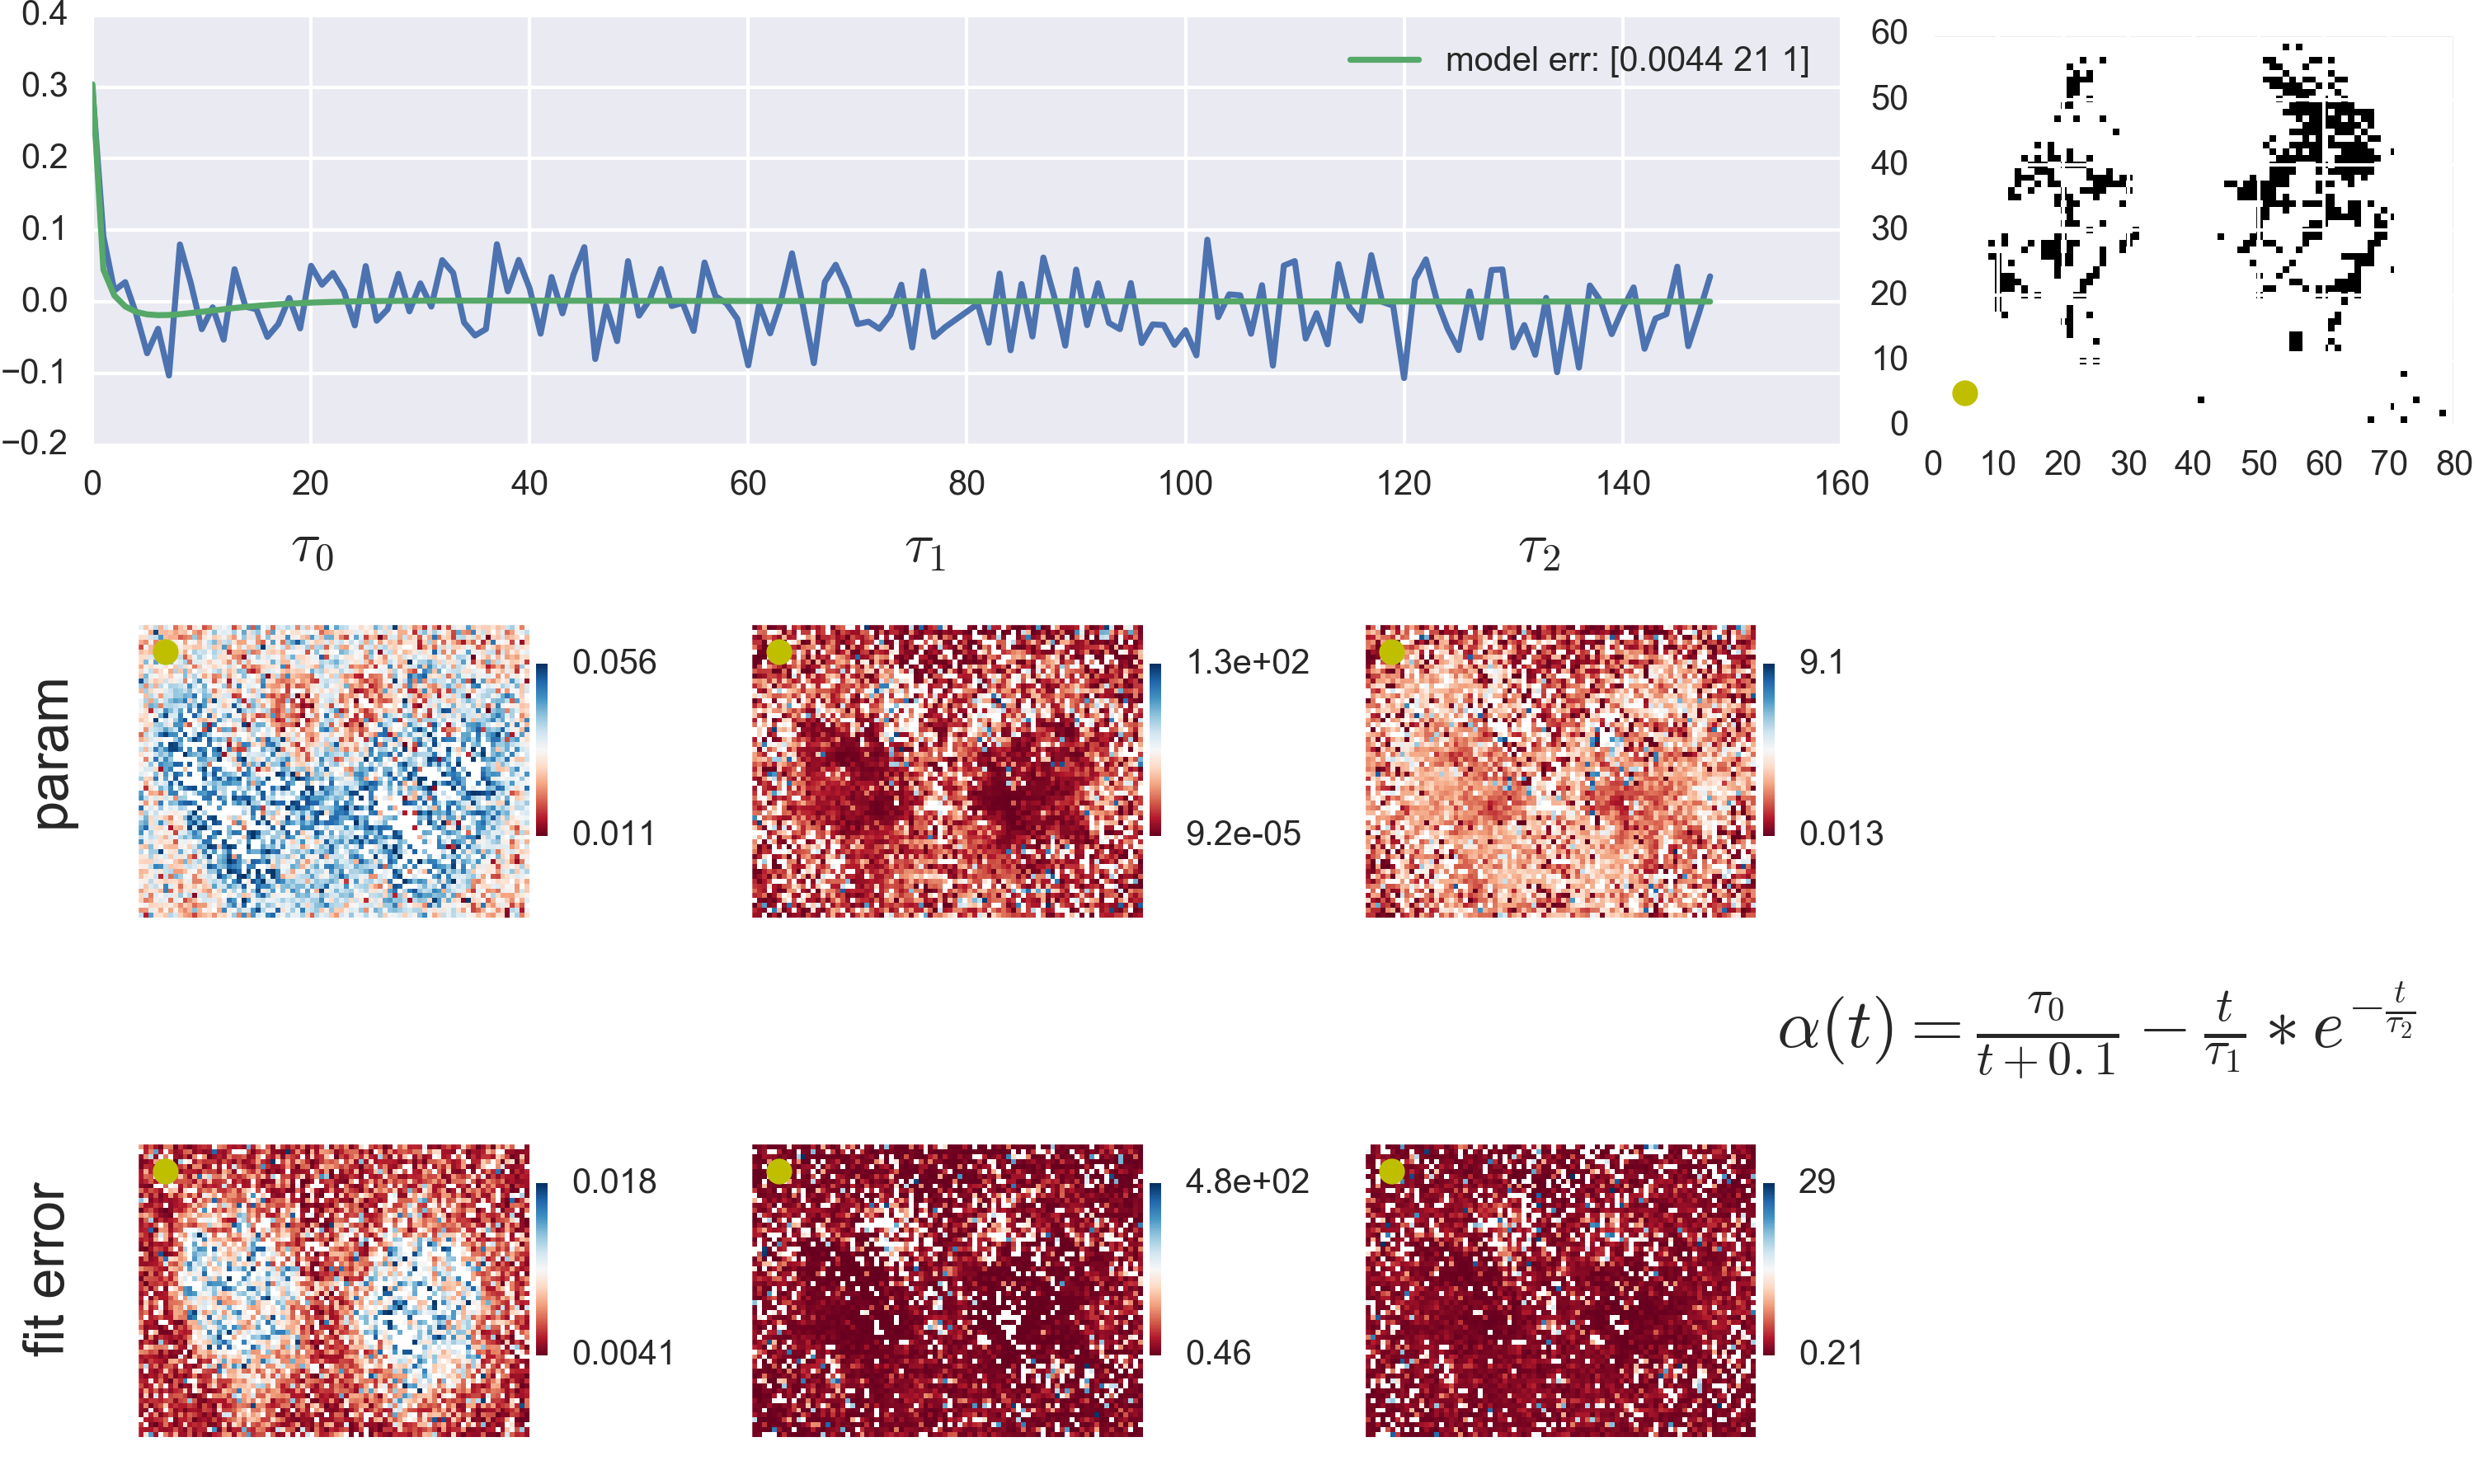 0.4
0.3
0.2
0.1
0.0
−0.1
−0.2
0 20 40 60 80 100 120 140 160
model err: [0.0044 21 1]
60
50
40
30
20
10
0
0 10 20 30 40 50 60 70 80
τ₀ τ₁ τ₂
param
0.056
0.011
1.3e+02
9.2e-05
9.1
0.013
α(t) = τ₀/(t+0.1) − t/τ₁ * e^(−t/τ₂)
fit error
0.018
0.0041
4.8e+02
0.46
29
0.21